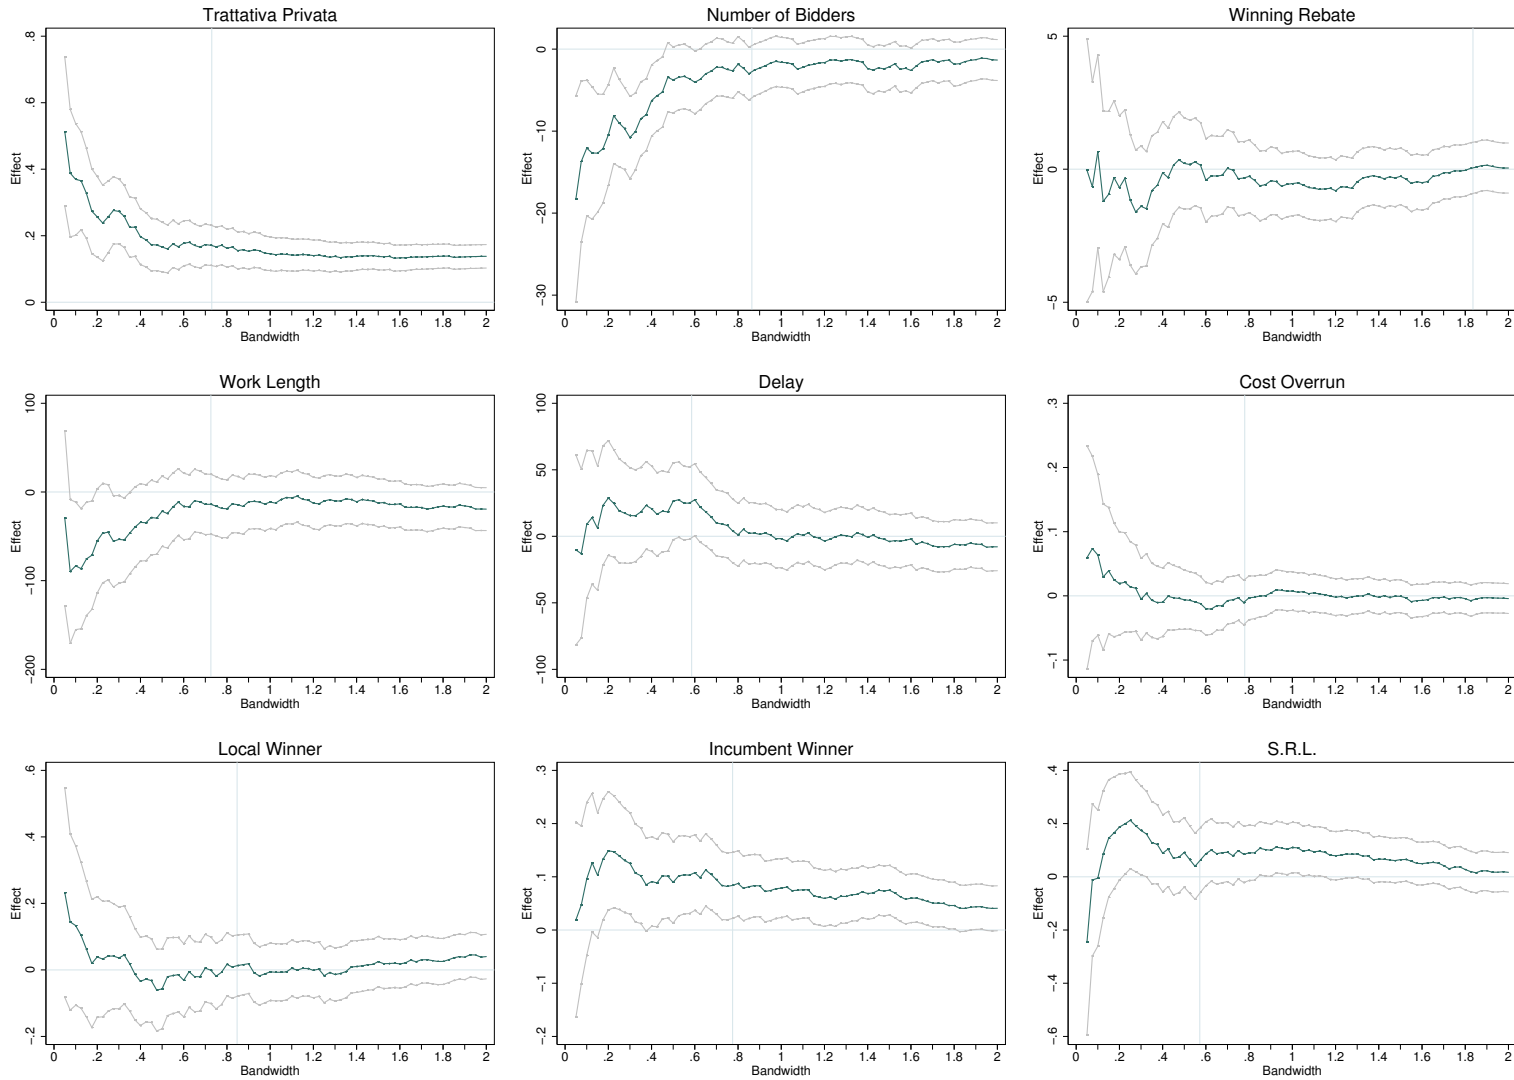 Trattativa Privata
Effect
0 .2 .4 .6 .8
0 .2 .4 .6 .8 1 1.2 1.4 1.6 1.8 2
Bandwidth
Number of Bidders
Effect
−30 −20 −10 0
0 .2 .4 .6 .8 1 1.2 1.4 1.6 1.8 2
Bandwidth
Winning Rebate
Effect
−5 0 5
0 .2 .4 .6 .8 1 1.2 1.4 1.6 1.8 2
Bandwidth
Work Length
Effect
−200 −100 0 100
0 .2 .4 .6 .8 1 1.2 1.4 1.6 1.8 2
Bandwidth
Delay
Effect
−100 −50 0 50 100
0 .2 .4 .6 .8 1 1.2 1.4 1.6 1.8 2
Bandwidth
Cost Overrun
Effect
−.1 0 .1 .2 .3
0 .2 .4 .6 .8 1 1.2 1.4 1.6 1.8 2
Bandwidth
Local Winner
Effect
−.2 0 .2 .4 .6
0 .2 .4 .6 .8 1 1.2 1.4 1.6 1.8 2
Bandwidth
Incumbent Winner
Effect
−.2 −.1 0 .1 .2 .3
0 .2 .4 .6 .8 1 1.2 1.4 1.6 1.8 2
Bandwidth
S.R.L.
Effect
−.6 −.4 −.2 0 .2 .4
0 .2 .4 .6 .8 1 1.2 1.4 1.6 1.8 2
Bandwidth